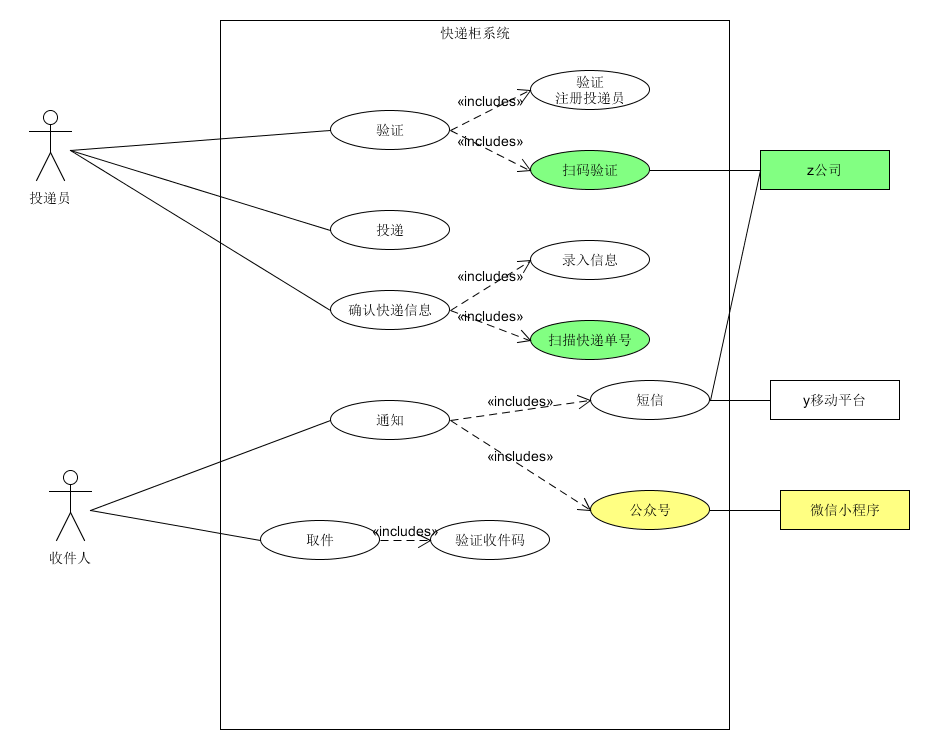 快递柜系统
验证
注册投递员
«includes»
验证
«includes»
扫码验证
z公司
投递员
投递
录入信息
«includes»
确认快递信息
«includes»
扫描快递单号
«includes»
短信
y移动平台
通知
«includes»
公众号
微信小程序
收件人
取件
«includes»
验证收件码